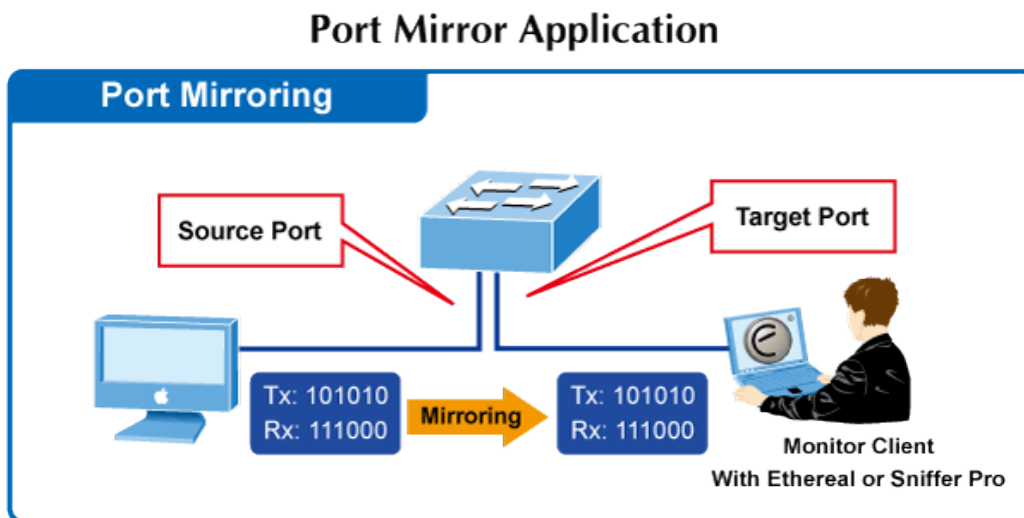 Port Mirror Application
Port Mirroring
Source Port
Target Port
Tx: 101010
Rx: 111000
Mirroring
Tx: 101010
Rx: 111000
e
Monitor Client
With Ethereal or Sniffer Pro